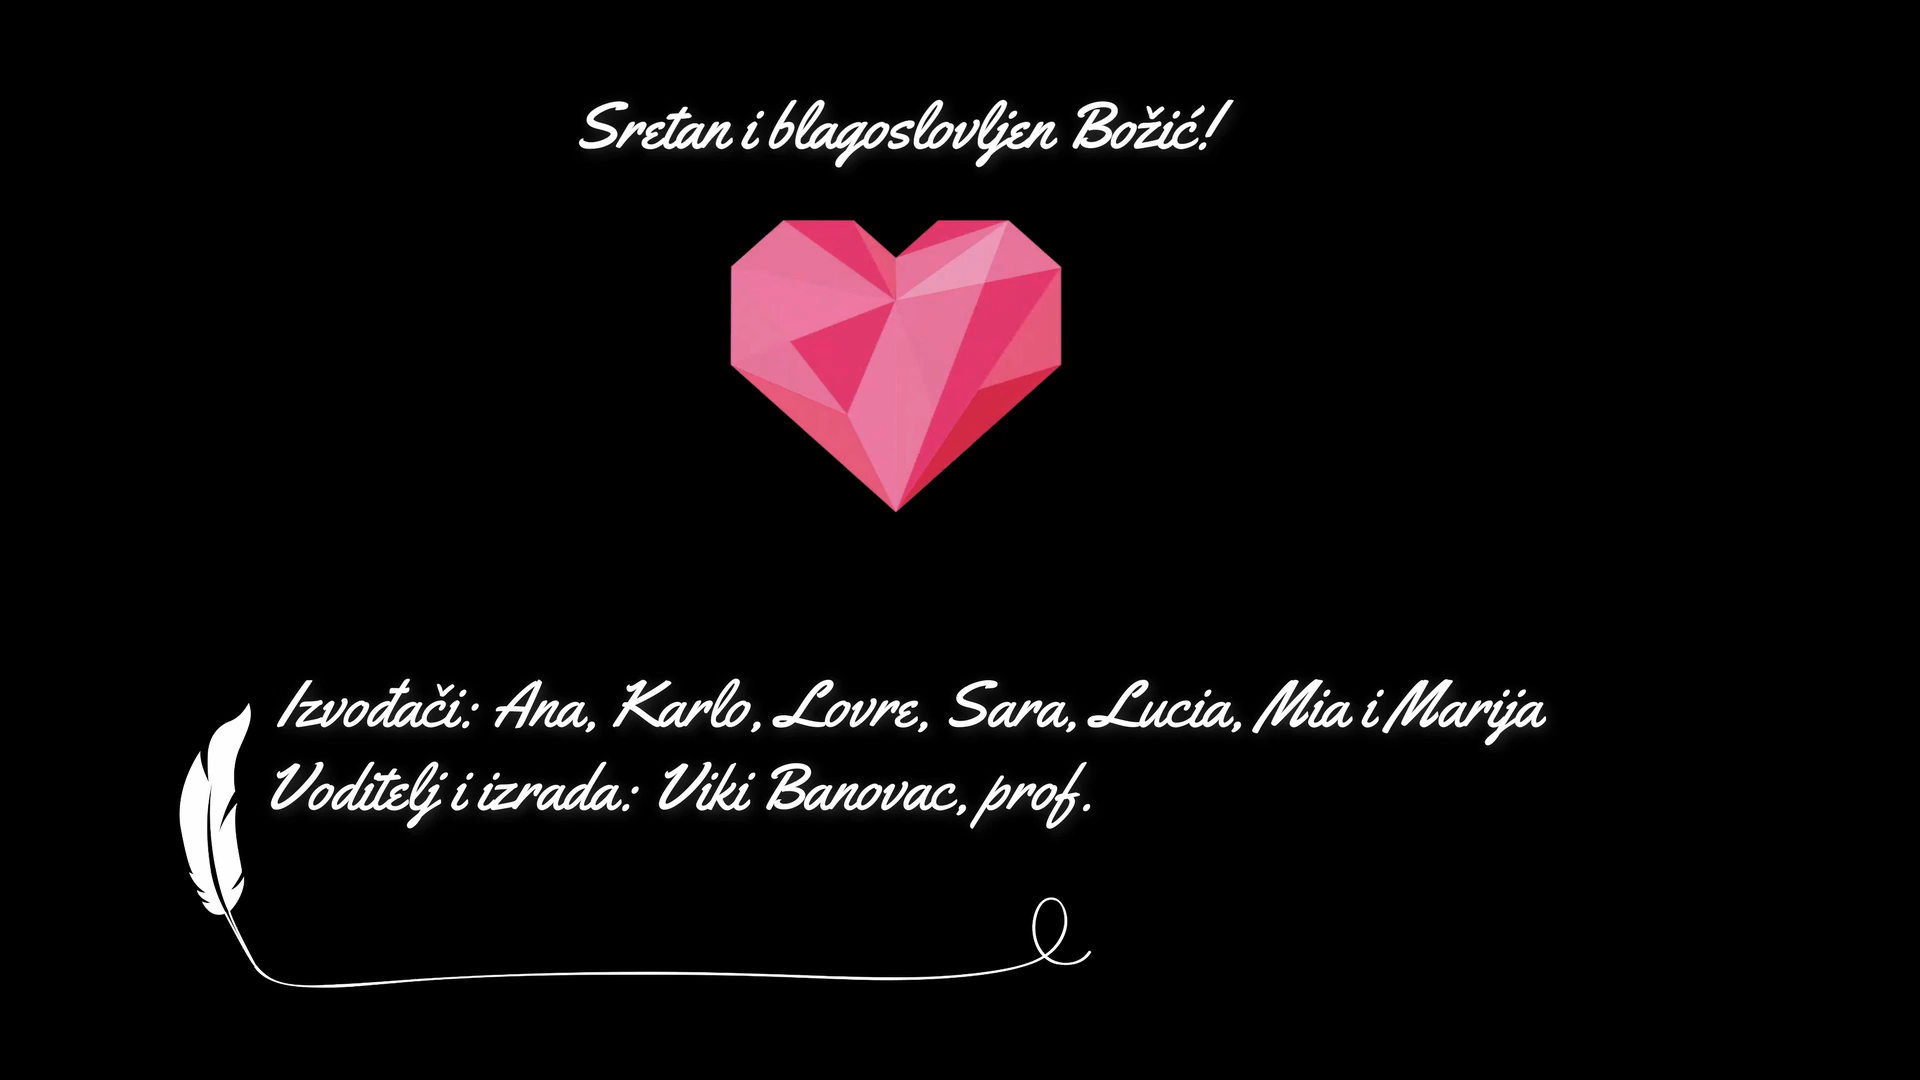 Sretan i blagoslovljen Božić!
Izvođači: Ana, Karlo, Lovre, Sara, Lucia, Mia i Marija
Voditelj i izrada: Viki Banovac, prof.